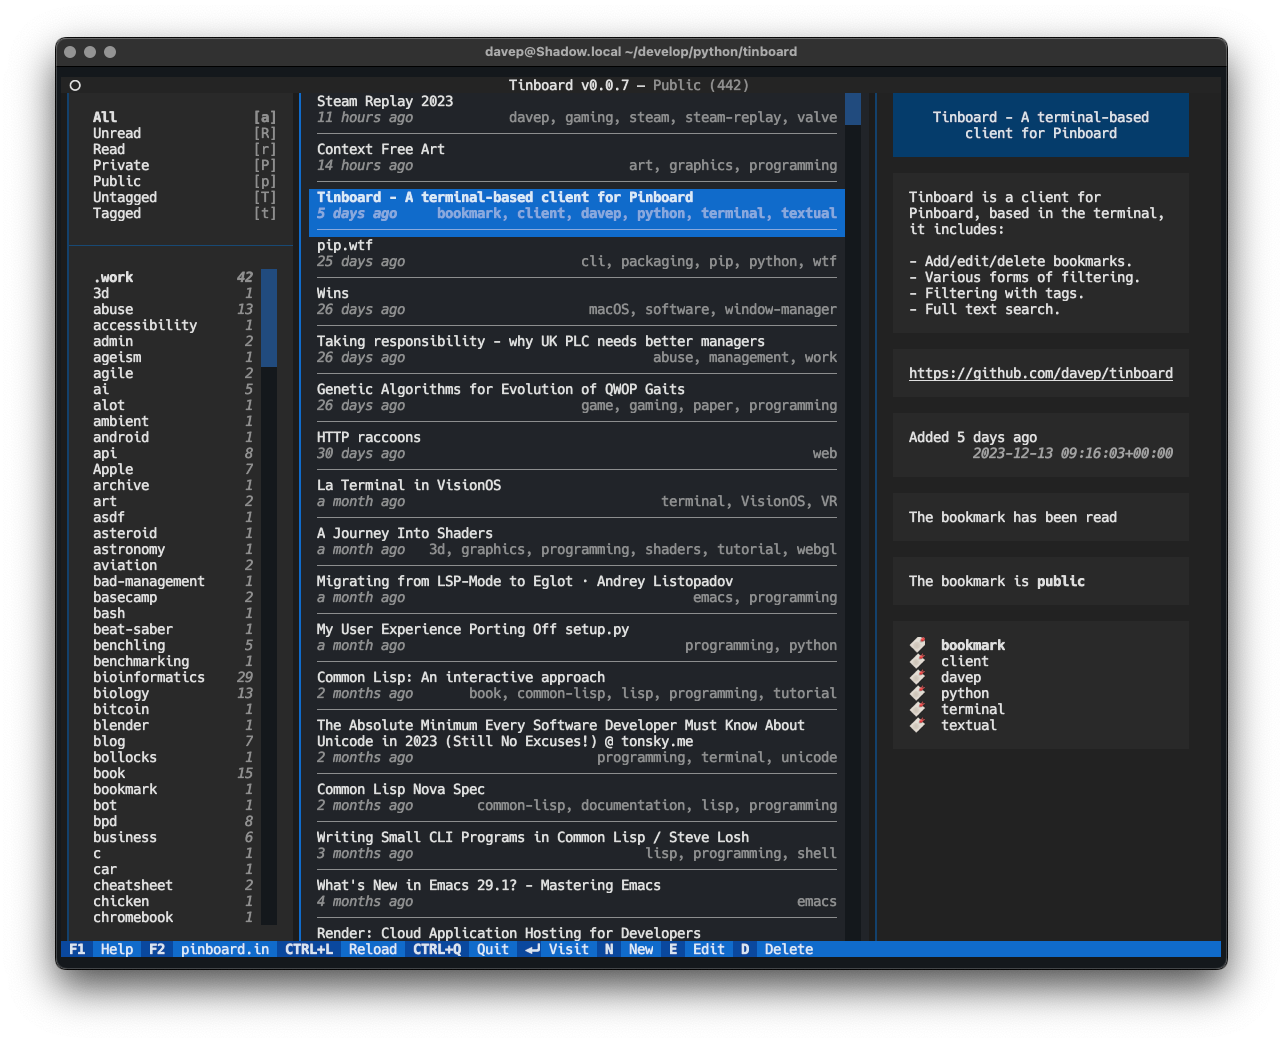 davep@Shadow.local ~/develop/python/tinboard
Tinboard v0.0.7 — Public (442)
All [a]
Unread [R]
Read [r]
Private [P]
Public [p]
Untagged [T]
Tagged [t]
.work 42
3d 1
abuse 13
accessibility 1
admin 2
ageism 1
agile 2
ai 5
alot 1
ambient 1
android 1
api 8
Apple 7
archive 1
art 2
asdf 1
asteroid 1
astronomy 1
aviation 2
bad-management 1
basecamp 2
bash 1
beat-saber 1
benchling 5
benchmarking 1
bioinformatics 29
biology 13
bitcoin 1
blender 1
blog 7
bollocks 1
book 15
bookmark 1
bot 1
bpd 8
business 6
c 1
car 1
cheatsheet 2
chicken 1
chromebook 1
Steam Replay 2023
11 hours ago davep, gaming, steam, steam-replay, valve
Context Free Art
14 hours ago art, graphics, programming
Tinboard - A terminal-based client for Pinboard
5 days ago bookmark, client, davep, python, terminal, textual
pip.wtf
25 days ago cli, packaging, pip, python, wtf
Wins
26 days ago macOS, software, window-manager
Taking responsibility - why UK PLC needs better managers
26 days ago abuse, management, work
Genetic Algorithms for Evolution of QWOP Gaits
26 days ago game, gaming, paper, programming
HTTP raccoons
30 days ago web
La Terminal in VisionOS
a month ago terminal, VisionOS, VR
A Journey Into Shaders
a month ago 3d, graphics, programming, shaders, tutorial, webgl
Migrating from LSP-Mode to Eglot · Andrey Listopadov
a month ago emacs, programming
My User Experience Porting Off setup.py
a month ago programming, python
Common Lisp: An interactive approach
2 months ago book, common-lisp, lisp, programming, tutorial
The Absolute Minimum Every Software Developer Must Know About
Unicode in 2023 (Still No Excuses!) @ tonsky.me
2 months ago programming, terminal, unicode
Common Lisp Nova Spec
2 months ago common-lisp, documentation, lisp, programming
Writing Small CLI Programs in Common Lisp / Steve Losh
3 months ago lisp, programming, shell
What's New in Emacs 29.1? - Mastering Emacs
4 months ago emacs
Render: Cloud Application Hosting for Developers
Tinboard - A terminal-based
client for Pinboard
Tinboard is a client for
Pinboard, based in the terminal,
it includes:
- Add/edit/delete bookmarks.
- Various forms of filtering.
- Filtering with tags.
- Full text search.
https://github.com/davep/tinboard
Added 5 days ago
2023-12-13 09:16:03+00:00
The bookmark has been read
The bookmark is public
bookmark
client
davep
python
terminal
textual
F1 Help F2 pinboard.in CTRL+L Reload CTRL+Q Quit ⏎ Visit N New E Edit D Delete